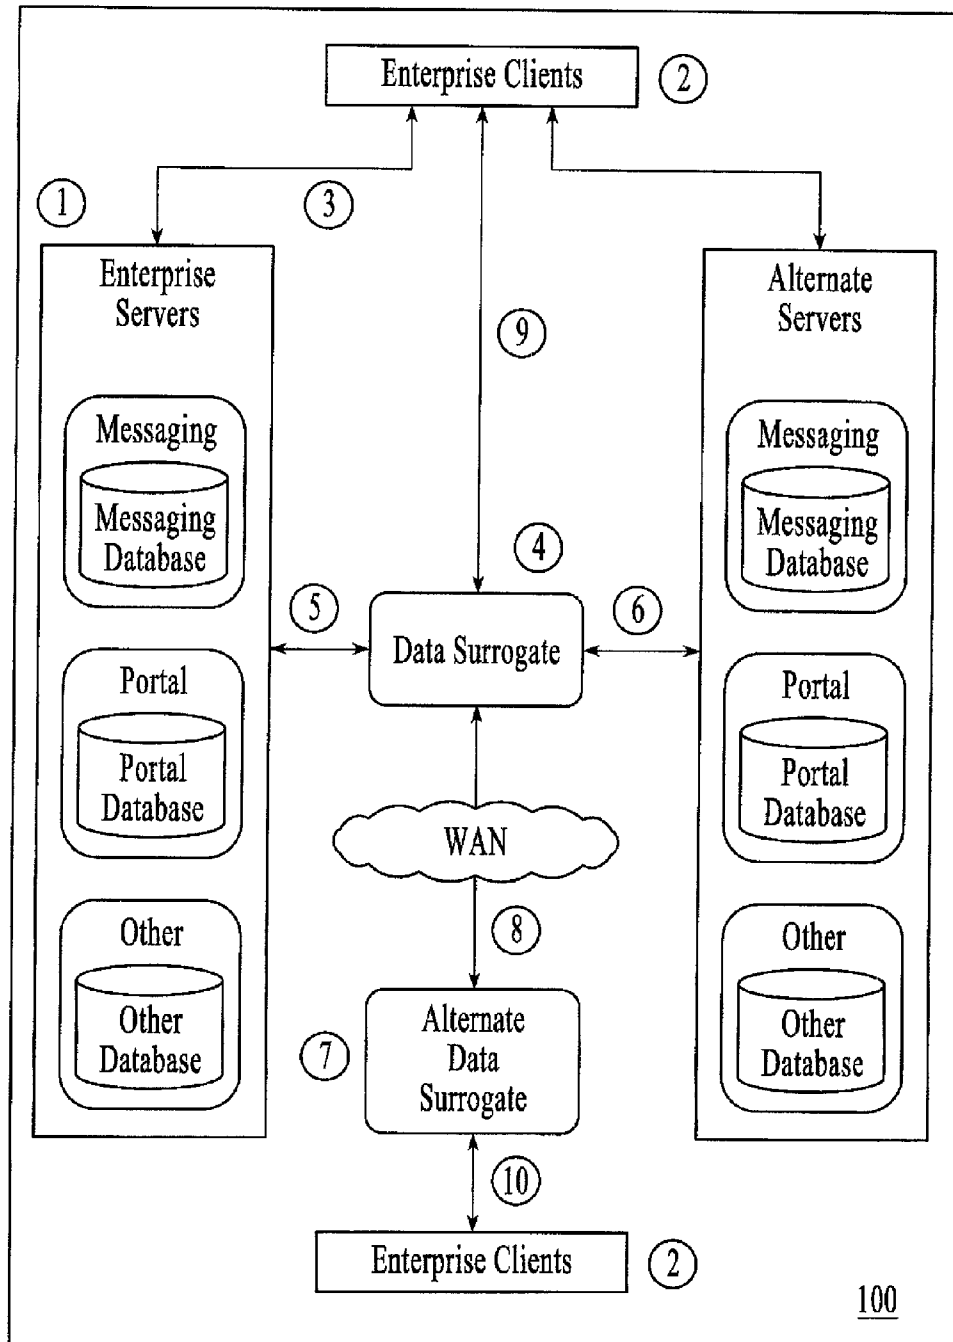 Enterprise Clients
2
1
3
Enterprise
Servers
Alternate
Servers
9
Messaging
Messaging
Database
Messaging
Messaging
Database
4
5
6
Data Surrogate
Portal
Portal
Database
Portal
Portal
Database
WAN
8
Other
Other
Database
Other
Other
Database
7
Alternate
Data
Surrogate
10
Enterprise Clients
2
100